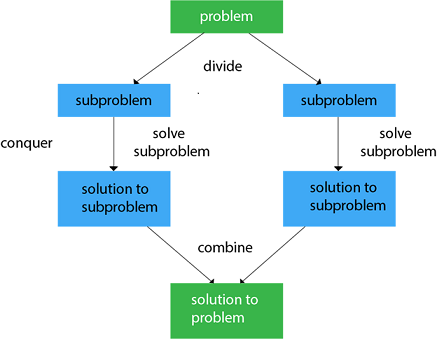 problem
divide
subproblem
subproblem
conquer
solve
subproblem
solve
subproblem
solution to
subproblem
solution to
subproblem
combine
solution to
problem